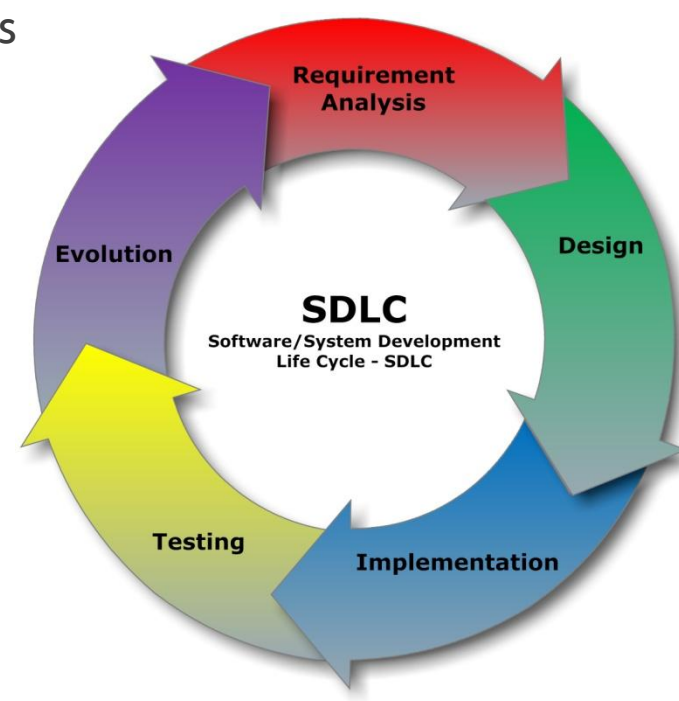 s
Requirement
Analysis
Design
Evolution
SDLC
Software/System Development
Life Cycle - SDLC
Testing
Implementation